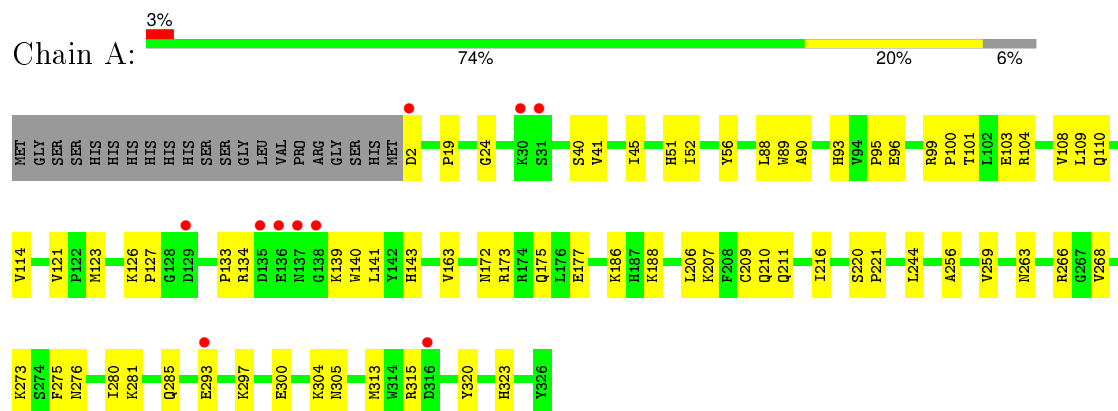 3%
Chain A:
74% 20% 6%
MET GLY SER SER HIS HIS HIS HIS HIS HIS SER SER GLY LEU VAL PRO ARG GLY SER HIS MET D2 P19 G24 K30 S31 S40 V41 I45 H51 I52 Y56 L88 W89 A90 H93 V94 P95 E96 R99 P100 T101 L102 E103 R104 V108 L109 Q110
V114 V121 P122 M123 K126 P127 G128 D129 P133 R134 D135 E136 N137 G138 K139 W140 L141 Y142 H143 V163 N172 R173 R174 Q175 L176 E177 K186 H187 K188 L206 K207 F208 C209 Q210 Q211 I216 S220 P221 L244 A256 V259 N263 R266 G267 V268
K273 S274 F275 N276 I280 K281 Q285 E293 K297 E300 K304 N305 M313 W314 R315 D316 Y320 H323 Y326